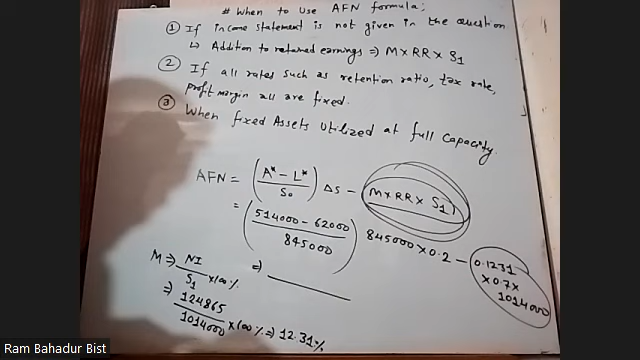 # When to Use AFN formula;
① If income statement is not given in the question
↳ Addition to retained earnings ⇒ M×RR×S1
② If all rates such as retention ratio, tax rate,
profit margin all are fixed.
③ When fixed Assets Utilized at full capacity.
AFN = (A* - L* / S0) ΔS - (M×RR×S1)
= (514000 - 62000 / 845000) 845000×0.2 - 0.1231 ×0.7× 1014000
M ⇒ NI / S1 ×100%
⇒ 124865 / 1014000 ×100% ⇒ 12.31%
⇒
Ram Bahadur Bist